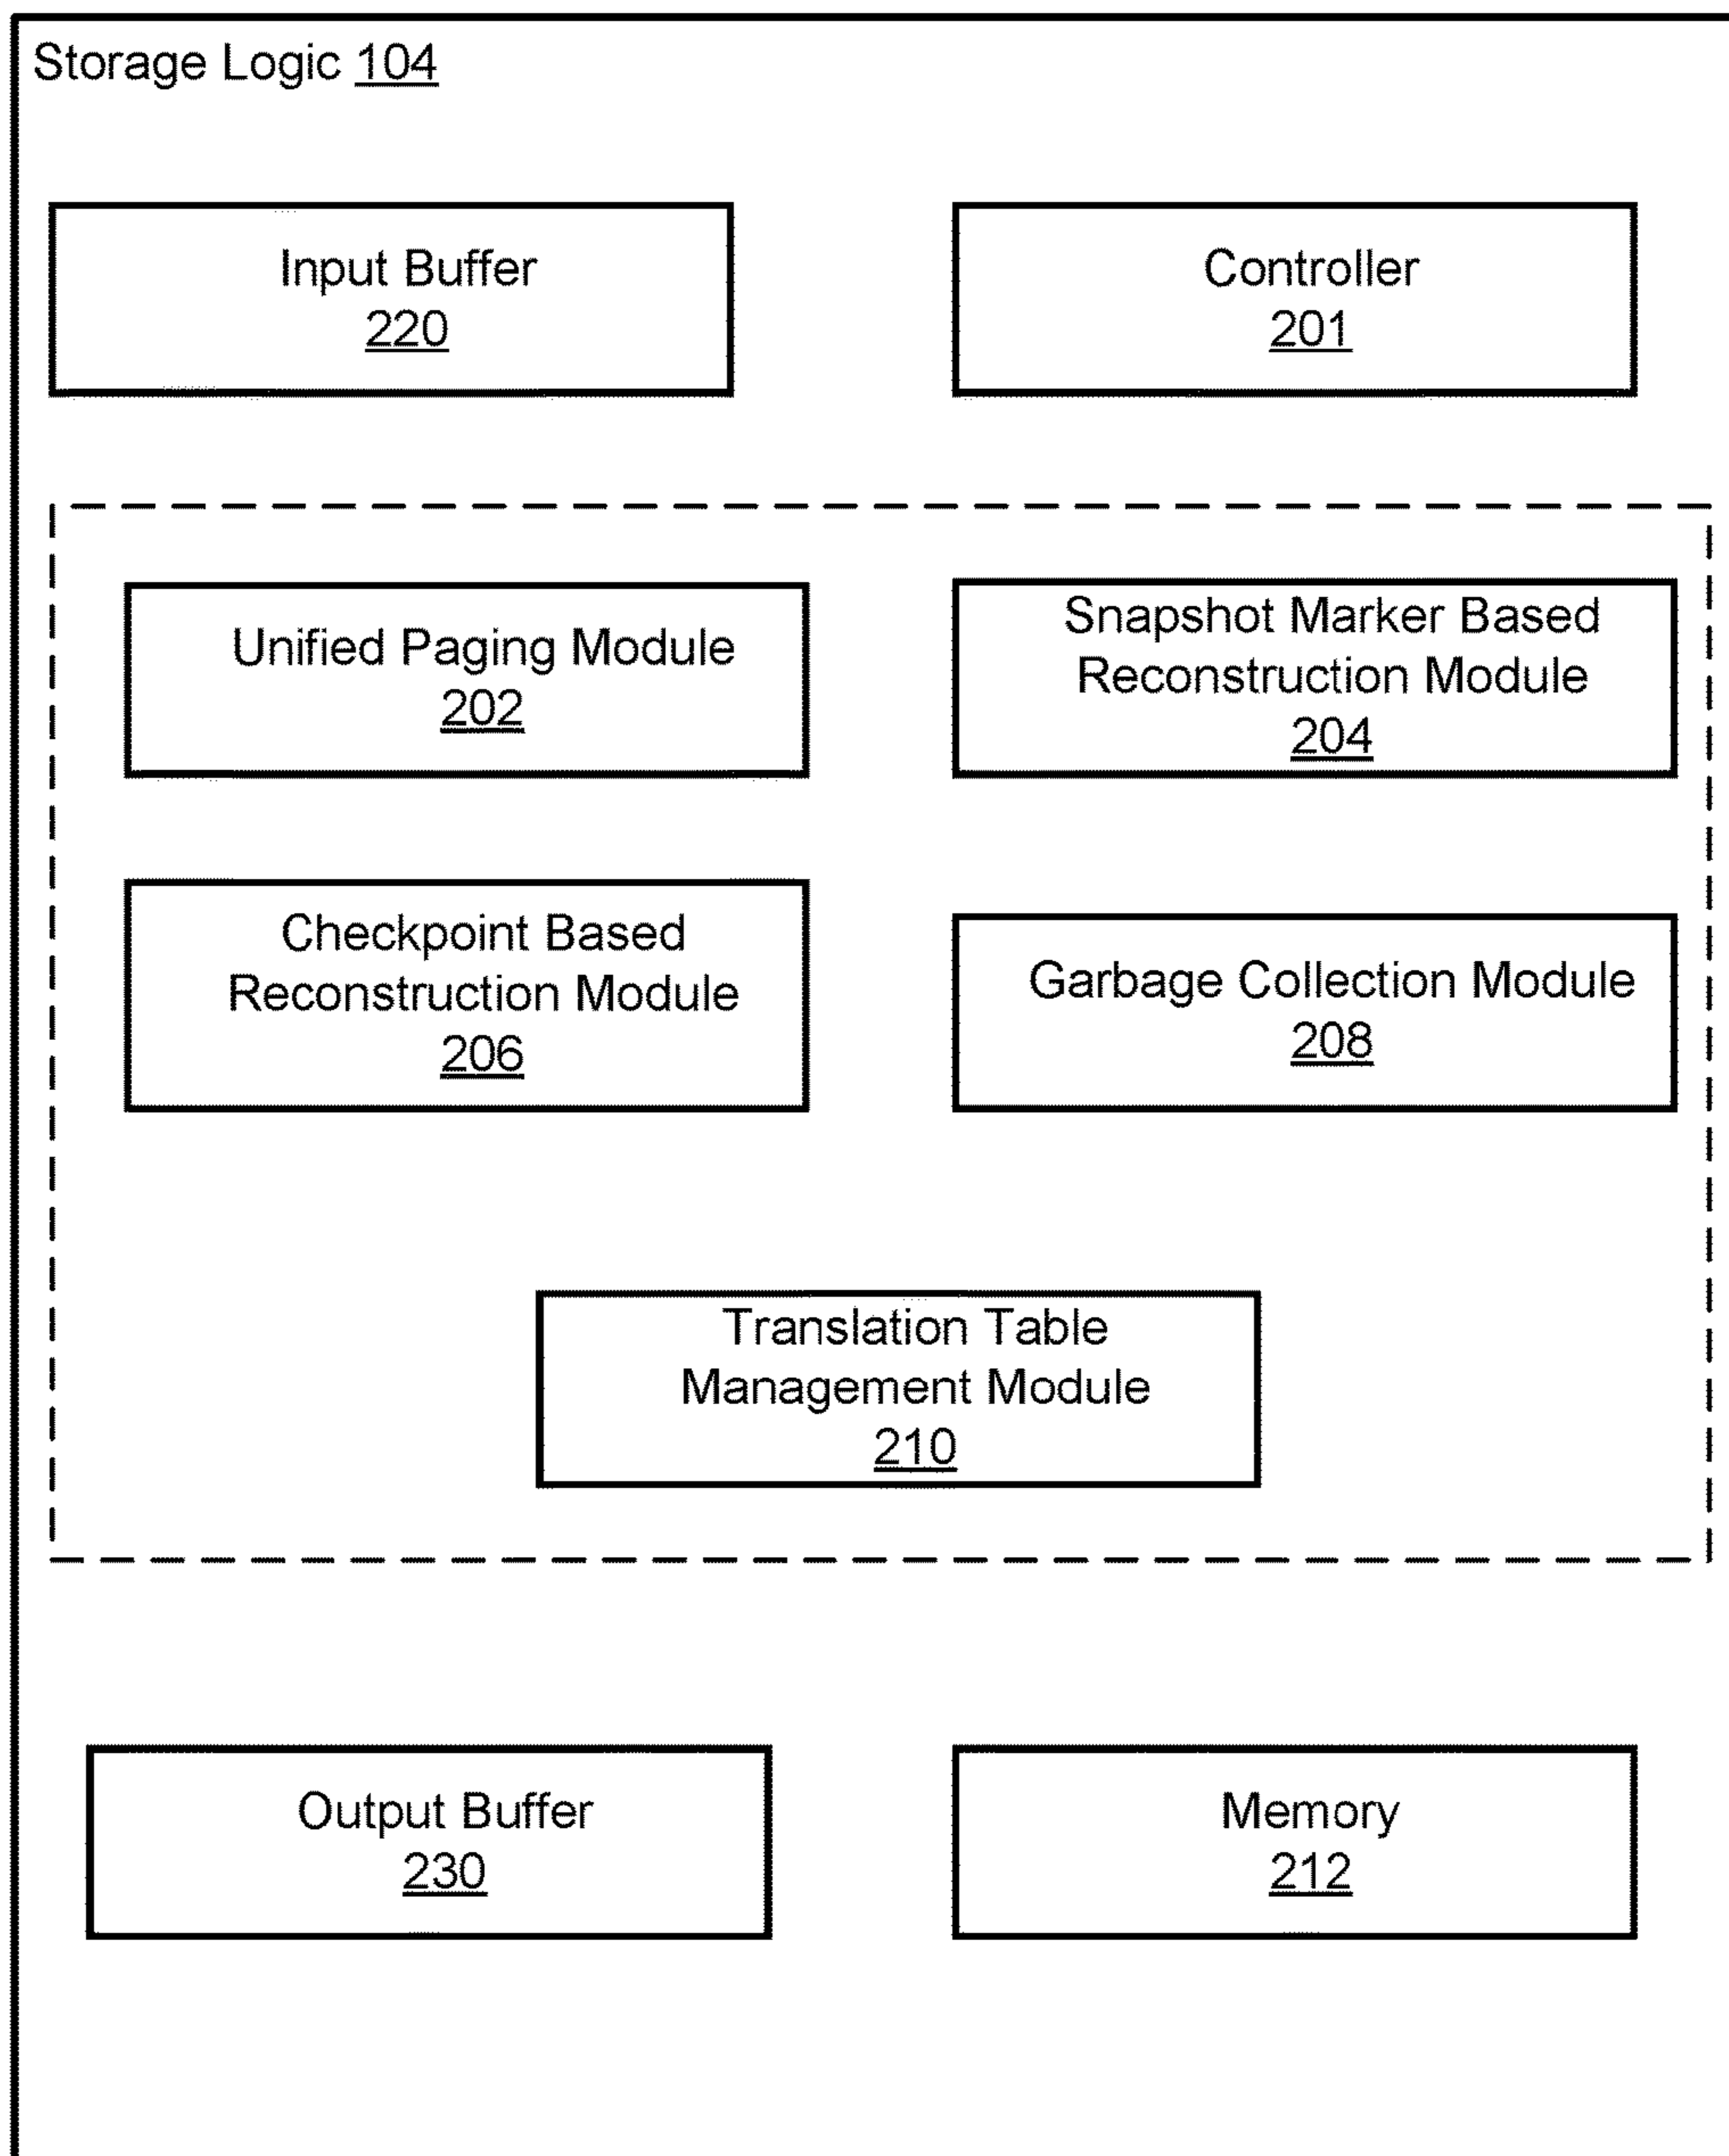 Storage Logic 104
Input Buffer
220
Controller
201
Unified Paging Module
202
Snapshot Marker Based
Reconstruction Module
204
Checkpoint Based
Reconstruction Module
206
Garbage Collection Module
208
Translation Table
Management Module
210
Output Buffer
230
Memory
212